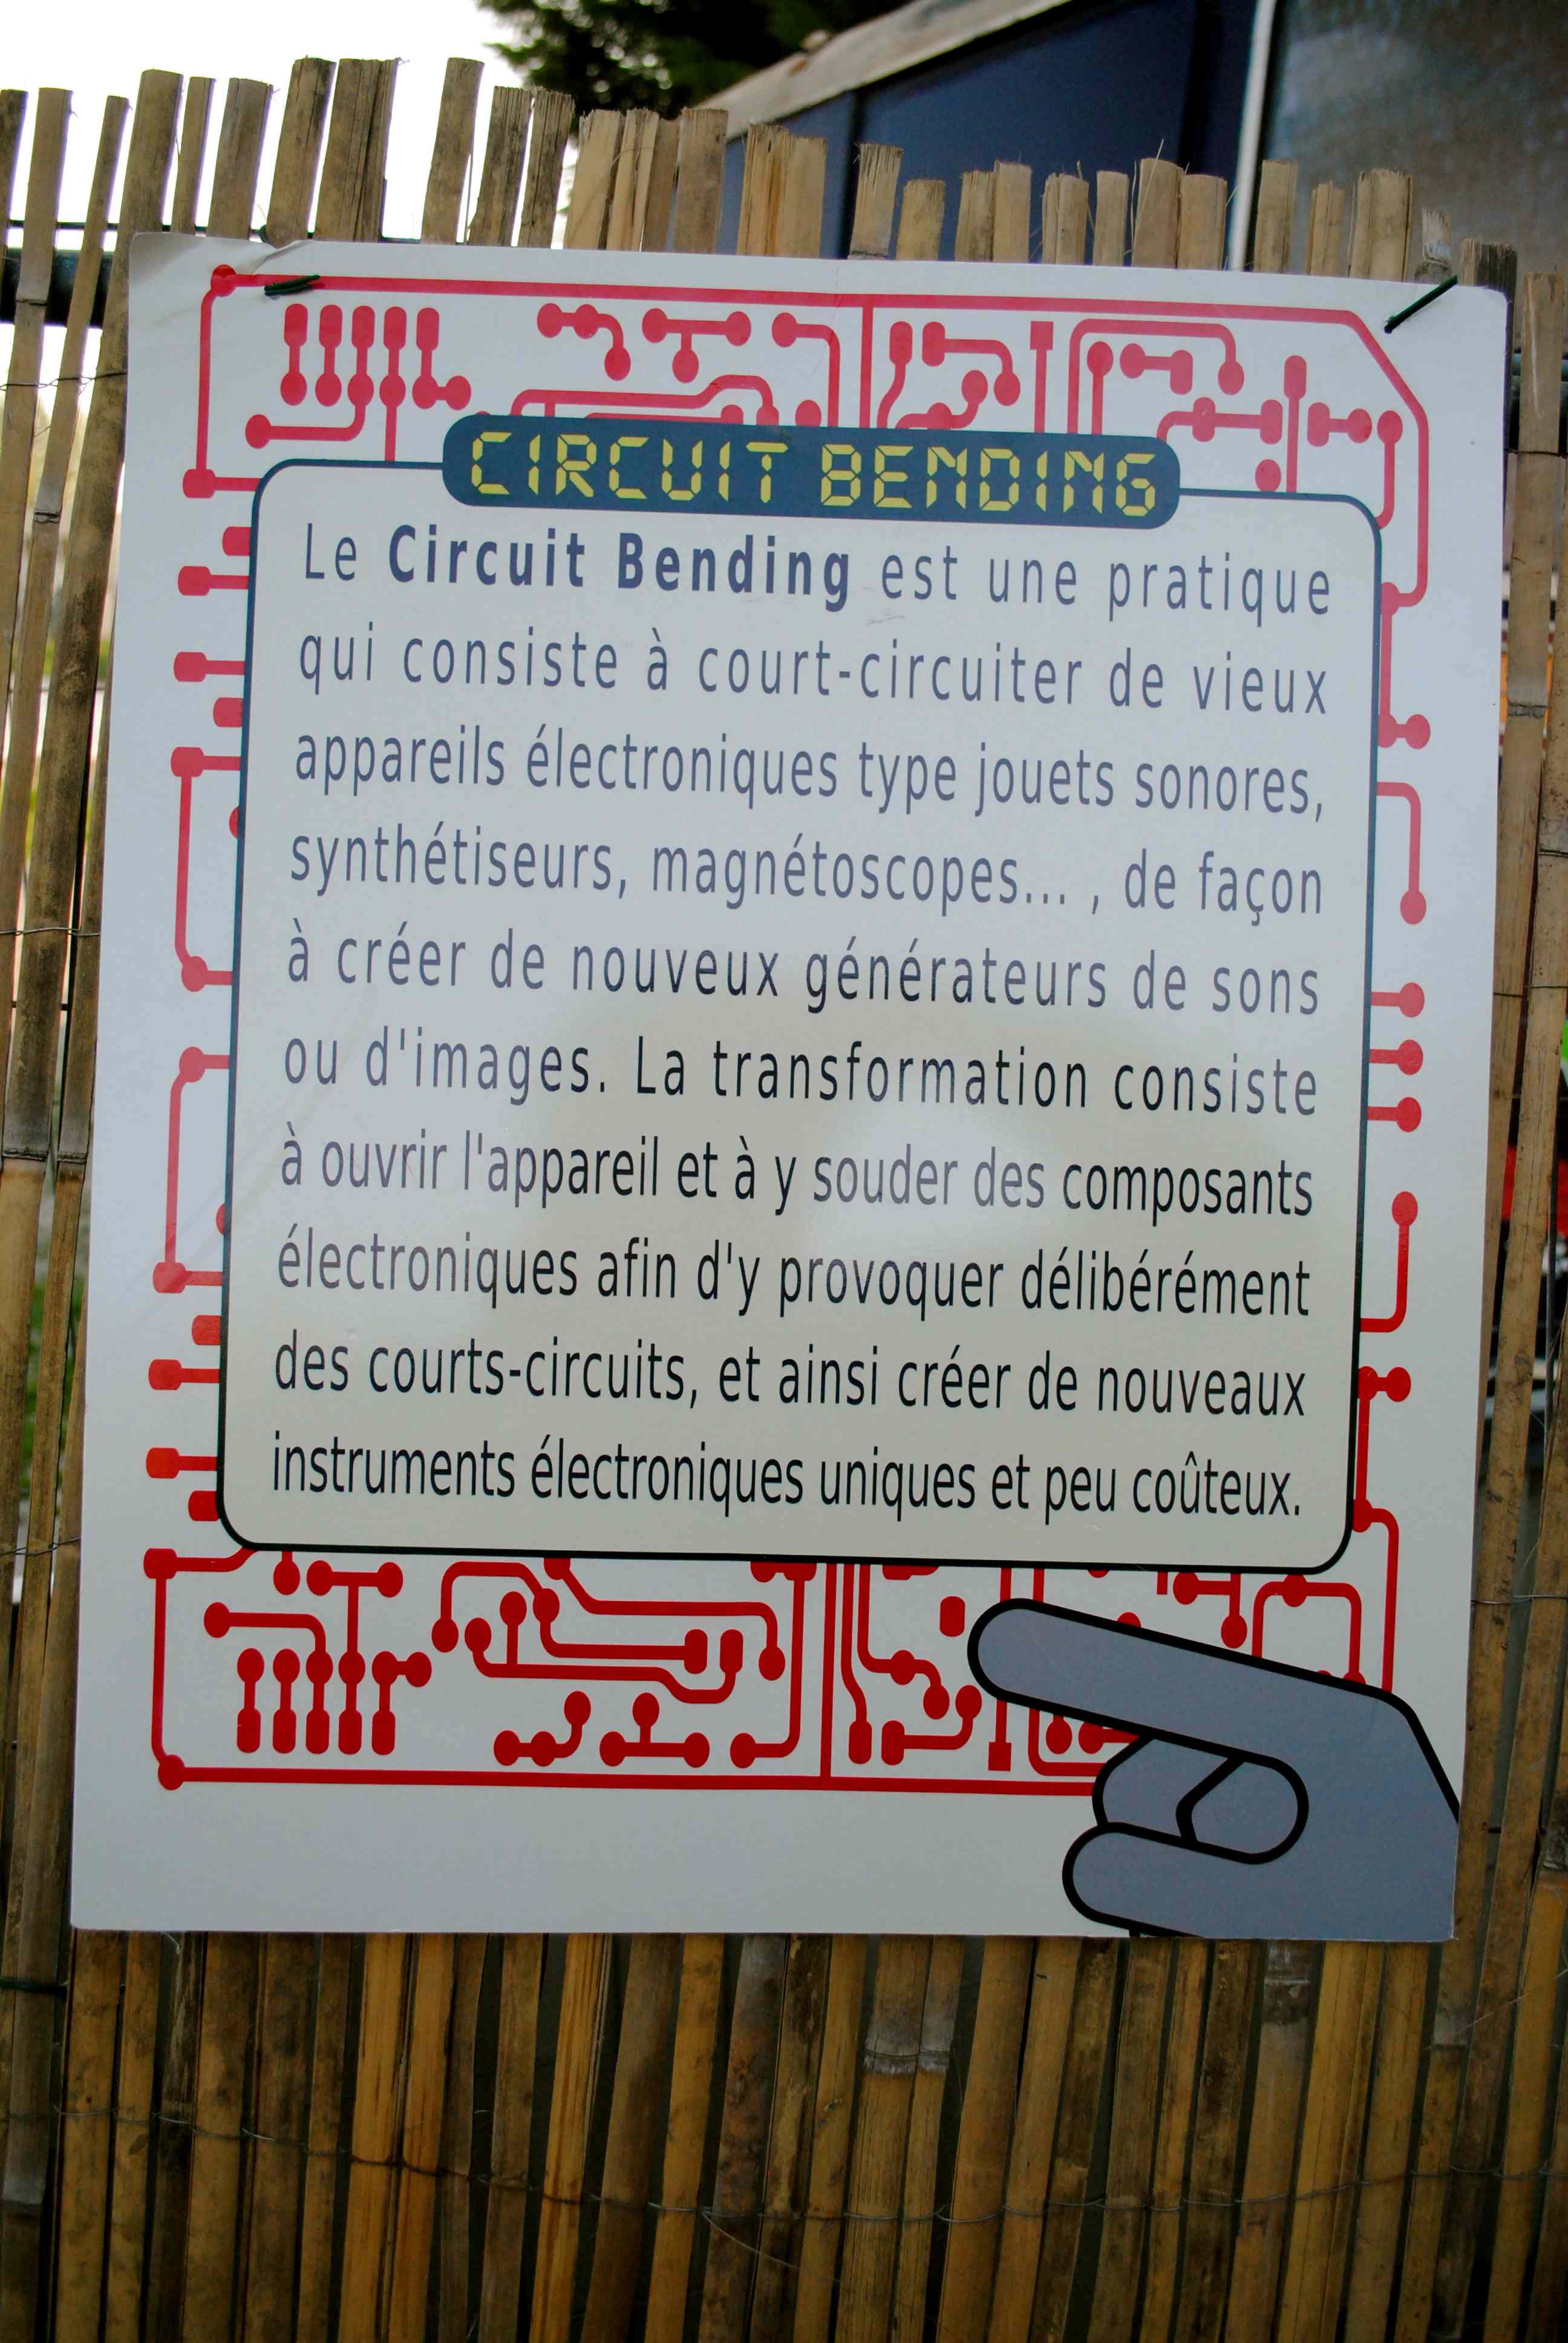 CIRCUIT BENDING
Le Circuit Bending est une pratique
qui consiste à court-circuiter de vieux
appareils électroniques type jouets sonores,
synthétiseurs, magnétoscopes... , de façon
à créer de nouveux générateurs de sons
ou d'images. La transformation consiste
à ouvrir l'appareil et à y souder des composants
électroniques afin d'y provoquer délibérément
des courts-circuits, et ainsi créer de nouveaux
instruments électroniques uniques et peu coûteux.